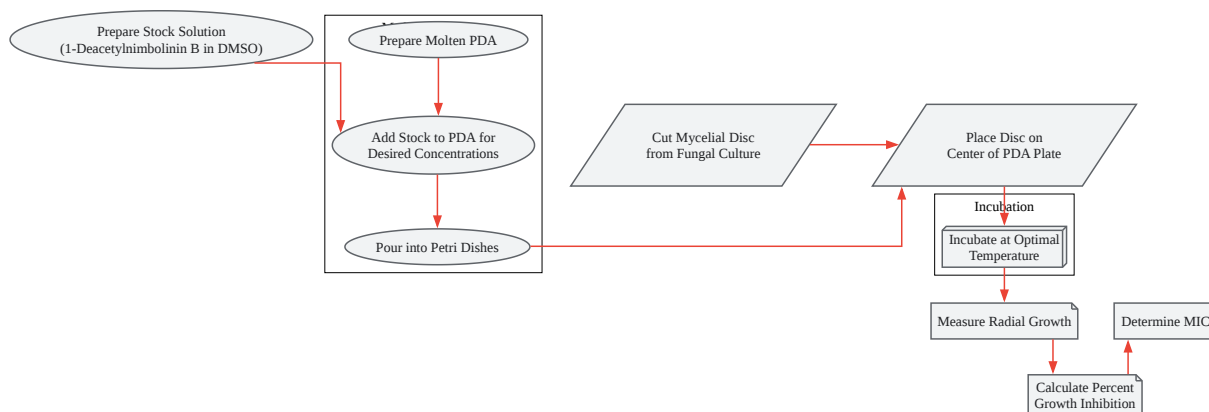 Prepare Stock Solution
(1-Deacetylnimbolinin B in DMSO)
Prepare Molten PDA
Add Stock to PDA for
Desired Concentrations
Pour into Petri Dishes
Cut Mycelial Disc
from Fungal Culture
Place Disc on
Center of PDA Plate
Incubation
Incubate at Optimal
Temperature
Measure Radial Growth
Determine MIC
Calculate Percent
Growth Inhibition